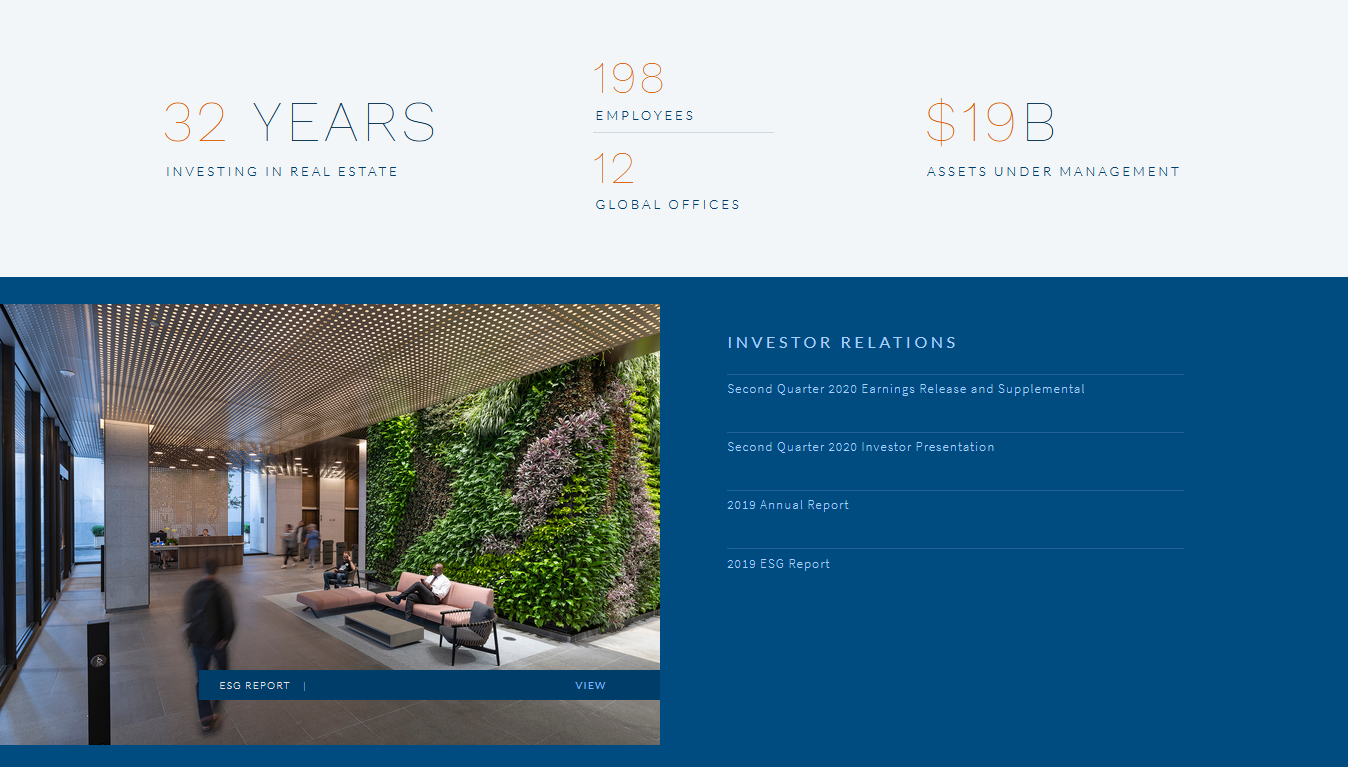 32 YEARS
INVESTING IN REAL ESTATE
198
EMPLOYEES
12
GLOBAL OFFICES
$19B
ASSETS UNDER MANAGEMENT
ESG REPORT |
VIEW
INVESTOR RELATIONS
Second Quarter 2020 Earnings Release and Supplemental
Second Quarter 2020 Investor Presentation
2019 Annual Report
2019 ESG Report